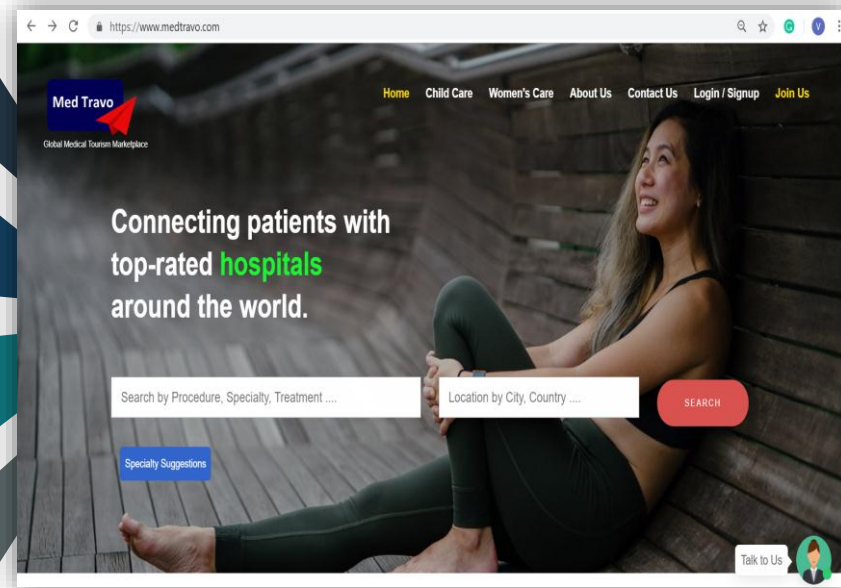 https://www.medtravo.com
G
V
Med Travo
Global Medical Tourism Marketplace
Home Child Care Women's Care About Us Contact Us Login / Signup Join Us
Connecting patients with
top-rated hospitals
around the world.
Search by Procedure, Specialty, Treatment ....
Location by City, Country ....
SEARCH
Specialty Suggestions
Talk to Us